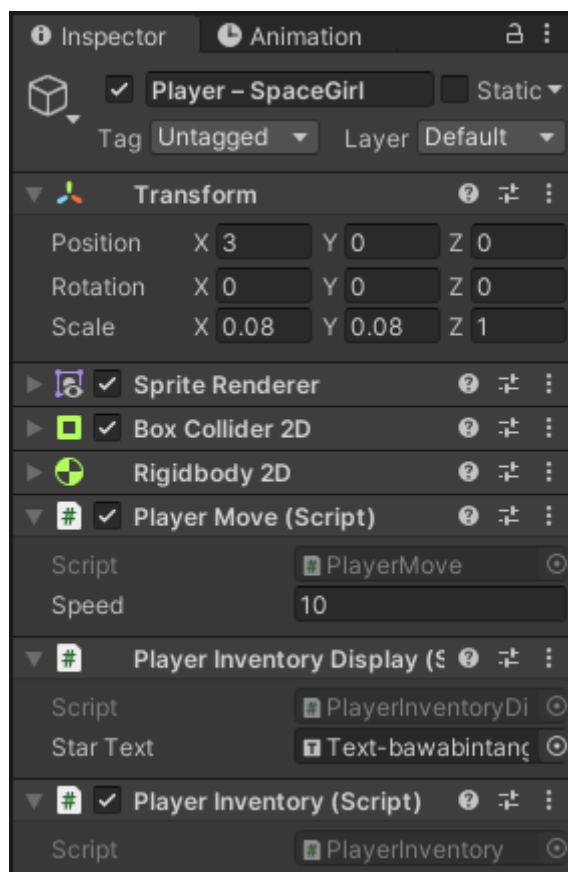 Inspector Animation
Player – SpaceGirl Static
Tag Untagged Layer Default
Transform
Position X 3 Y 0 Z 0
Rotation X 0 Y 0 Z 0
Scale X 0.08 Y 0.08 Z 1
Sprite Renderer
Box Collider 2D
Rigidbody 2D
# Player Move (Script)
Script # PlayerMove
Speed 10
# Player Inventory Display (S
Script # PlayerInventoryDi
Star Text T Text-bawabintang
# Player Inventory (Script)
Script # PlayerInventory